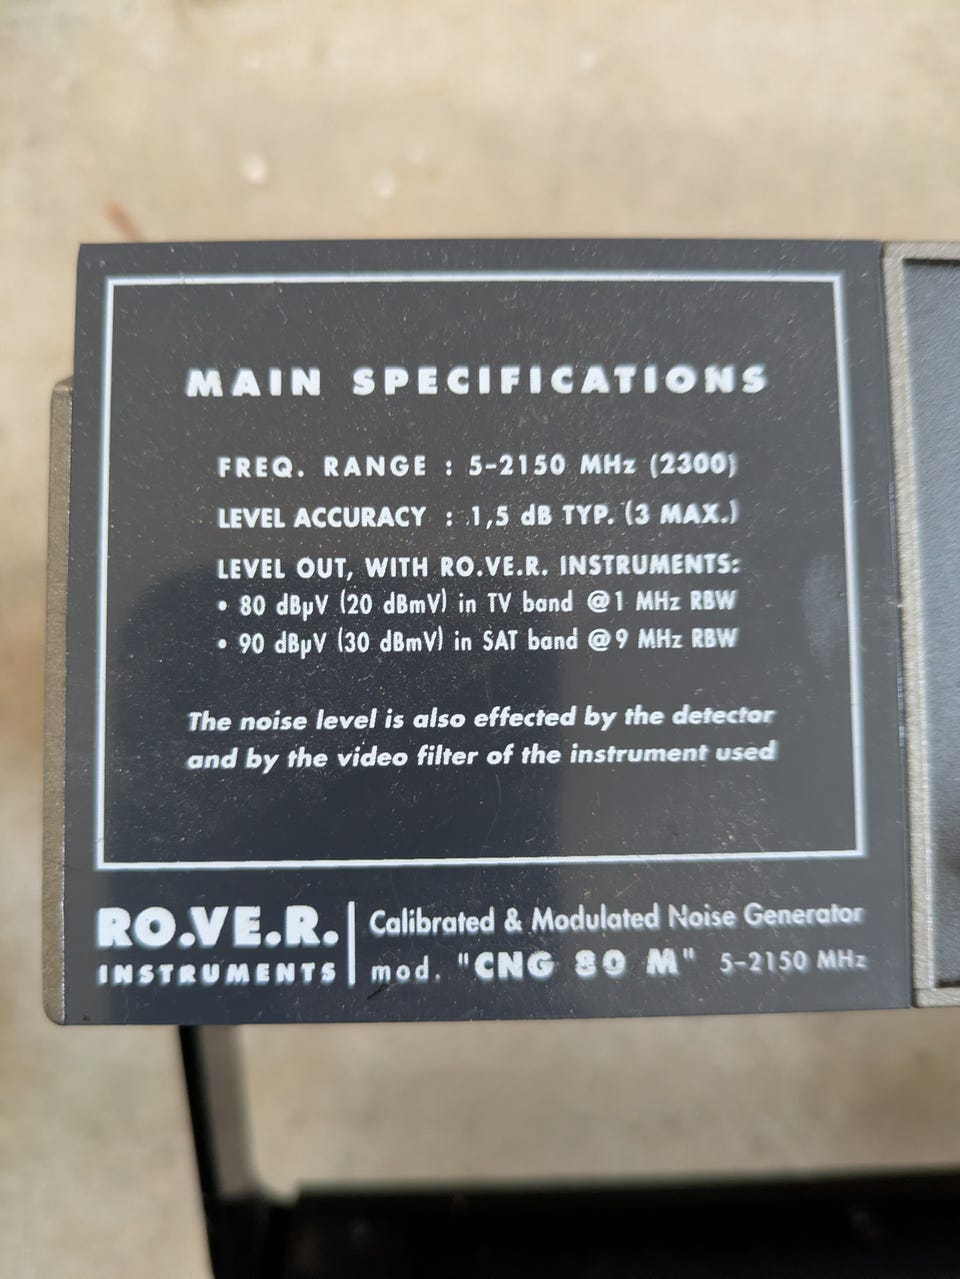 MAIN SPECIFICATIONS
FREQ. RANGE : 5-2150 MHz (2300)
LEVEL ACCURACY : 1,5 dB TYP. (3 MAX.)
LEVEL OUT, WITH RO.VE.R. INSTRUMENTS:
• 80 dBµV (20 dBmV) in TV band @1 MHz RBW
• 90 dBµV (30 dBmV) in SAT band @9 MHz RBW
The noise level is also effected by the detector
and by the video filter of the instrument used
RO.VE.R. INSTRUMENTS
Calibrated & Modulated Noise Generator
mod. "CNG 80 M" 5-2150 MHz